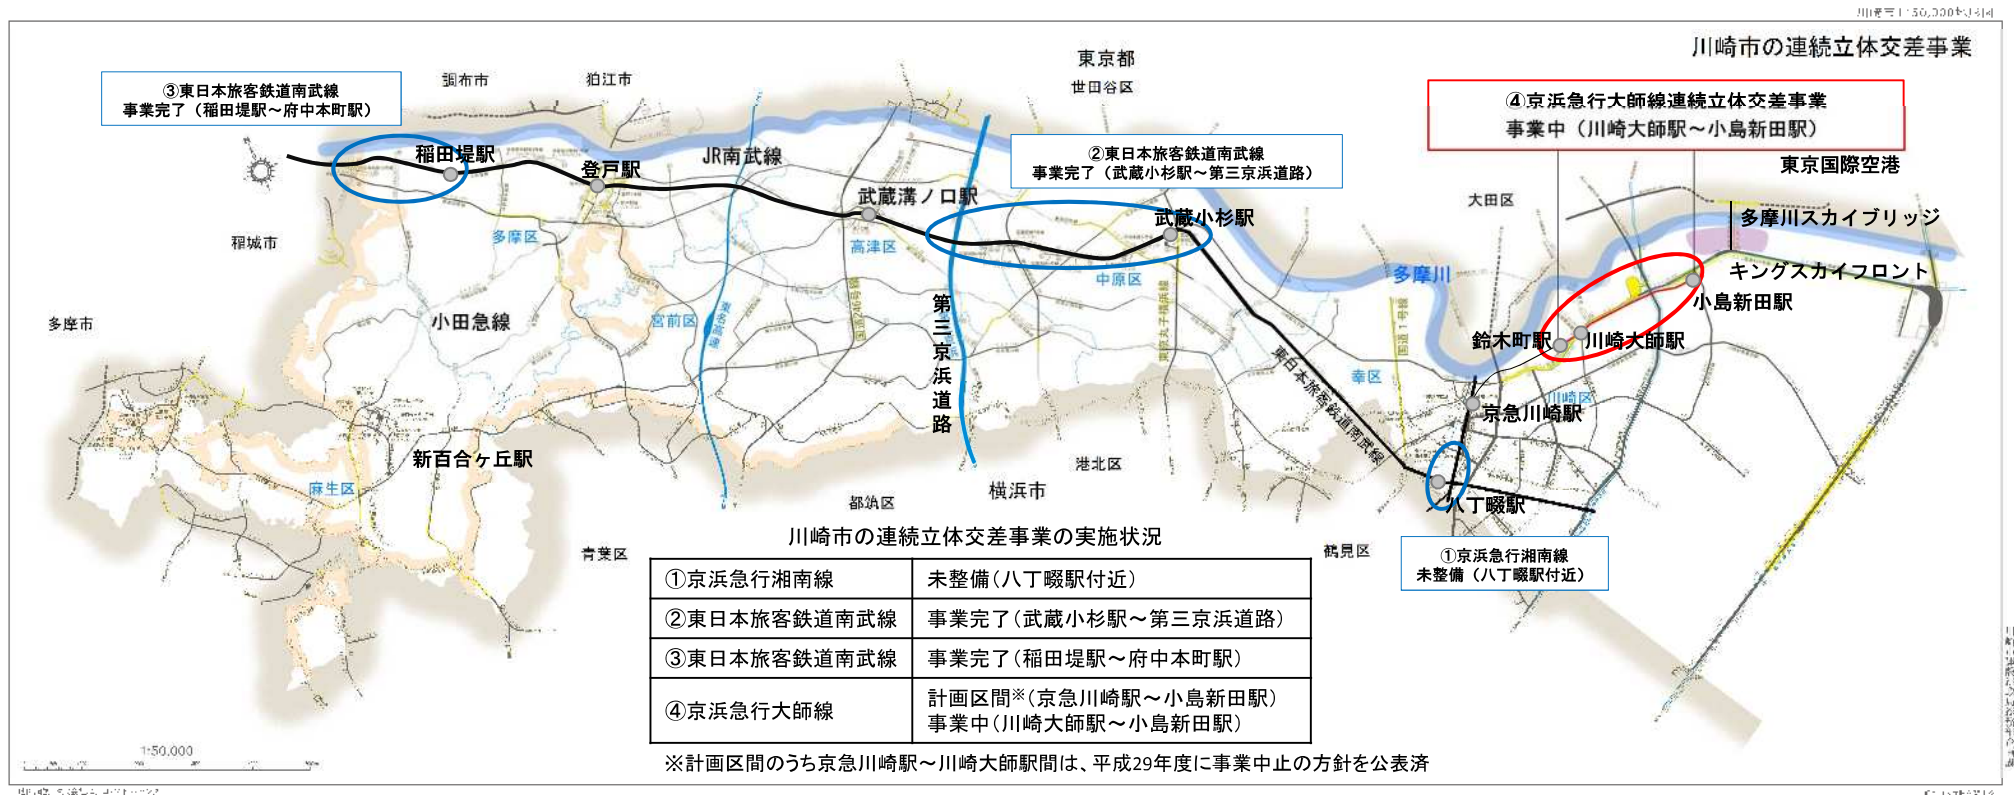 川崎市の連続立体交差事業
③東日本旅客鉄道南武線
事業完了（稲田堤駅～府中本町駅）
調布市
狛江市
東京都
世田谷区
④京浜急行大師線連続立体交差事業
事業中（川崎大師駅～小島新田駅）
②東日本旅客鉄道南武線
事業完了（武蔵小杉駅～第三京浜道路）
東京国際空港
稲田堤駅
登戸駅
JR南武線
武蔵溝ノ口駅
武蔵小杉駅
大田区
多摩川スカイブリッジ
キングスカイフロント
稲城市
多摩区
高津区
中原区
多摩川
小島新田駅
多摩市
小田急線
宮前区
第三京浜道路
国道246号線
東京丸子横浜線
国道1号線
鈴木町駅
川崎大師駅
東日本旅客鉄道南武線
幸区
川崎区
京急川崎駅
新百合ヶ丘駅
麻生区
港北区
横浜市
都筑区
八丁畷駅
青葉区
鶴見区
①京浜急行湘南線
未整備（八丁畷駅付近）
川崎市の連続立体交差事業の実施状況
①京浜急行湘南線 未整備（八丁畷駅付近）
②東日本旅客鉄道南武線 事業完了（武蔵小杉駅～第三京浜道路）
③東日本旅客鉄道南武線 事業完了（稲田堤駅～府中本町駅）
④京浜急行大師線 計画区間※（京急川崎駅～小島新田駅）
事業中（川崎大師駅～小島新田駅）
※計画区間のうち京急川崎駅～川崎大師駅間は、平成29年度に事業中止の方針を公表済
1:50,000